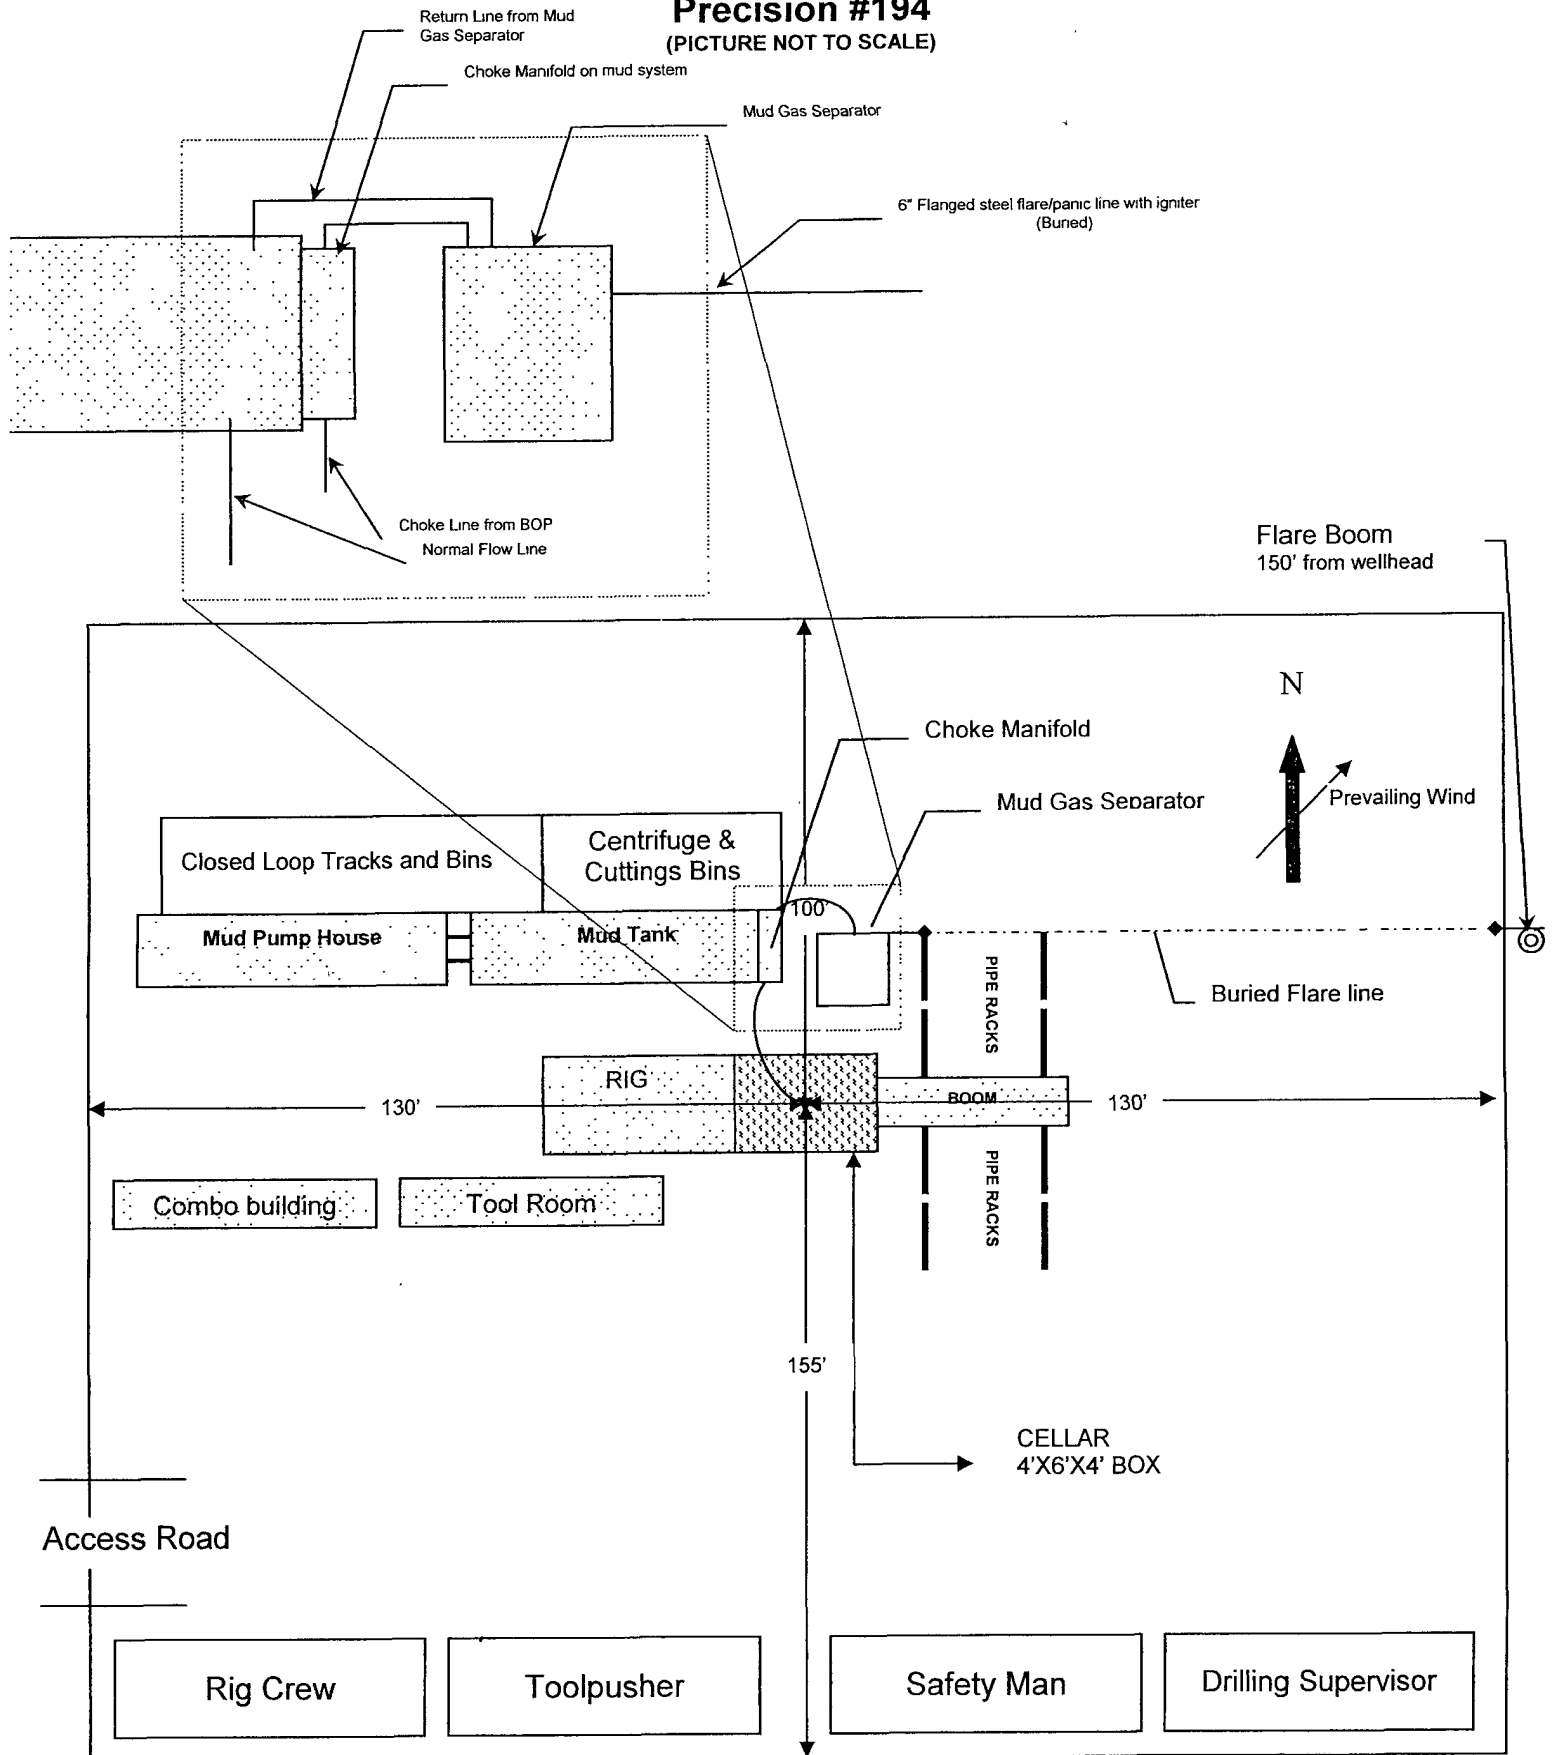 Precision #194
(PICTURE NOT TO SCALE)
Return Line from Mud
Gas Separator
Choke Manifold on mud system
Mud Gas Separator
6" Flanged steel flare/panic line with igniter
(Buried)
Choke Line from BOP
Normal Flow Line
Flare Boom
150' from wellhead
N
Prevailing Wind
Choke Manifold
Mud Gas Separator
Closed Loop Tracks and Bins
Centrifuge &
Cuttings Bins
100'
Mud Pump House
Mud Tank
PIPE RACKS
Buried Flare line
RIG
BOOM
130'
130'
PIPE RACKS
Combo building
Tool Room
155'
CELLAR
4'X6'X4' BOX
Access Road
Rig Crew
Toolpusher
Safety Man
Drilling Supervisor